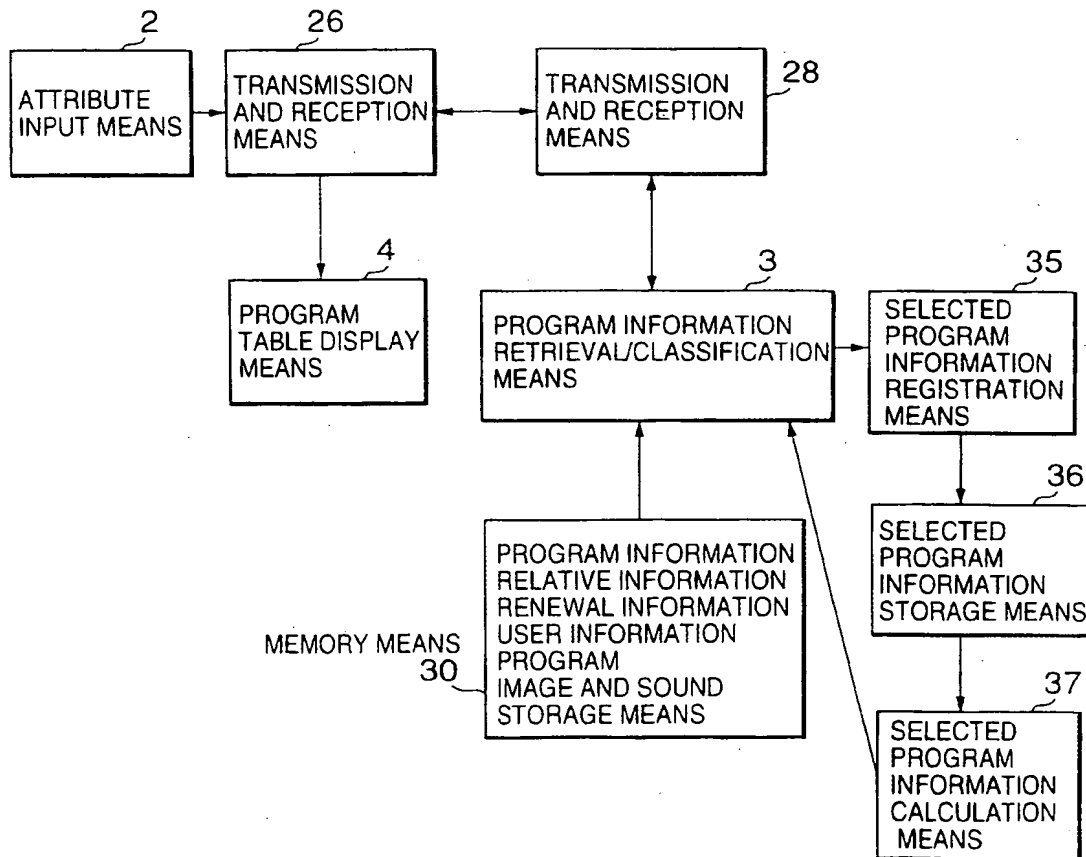 2
ATTRIBUTE
INPUT MEANS
26
TRANSMISSION
AND RECEPTION
MEANS
TRANSMISSION
AND RECEPTION
MEANS
28
4
PROGRAM
TABLE DISPLAY
MEANS
3
PROGRAM INFORMATION
RETRIEVAL/CLASSIFICATION
MEANS
35
SELECTED
PROGRAM
INFORMATION
REGISTRATION
MEANS
36
SELECTED
PROGRAM
INFORMATION
STORAGE MEANS
MEMORY MEANS
30
PROGRAM INFORMATION
RELATIVE INFORMATION
RENEWAL INFORMATION
USER INFORMATION
PROGRAM
IMAGE AND SOUND
STORAGE MEANS
37
SELECTED
PROGRAM
INFORMATION
CALCULATION
MEANS